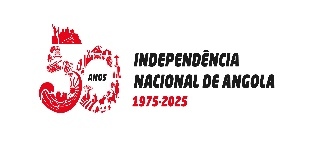 50
ANOS
INDEPENDÊNCIA
NACIONAL DE ANGOLA
1975-2025